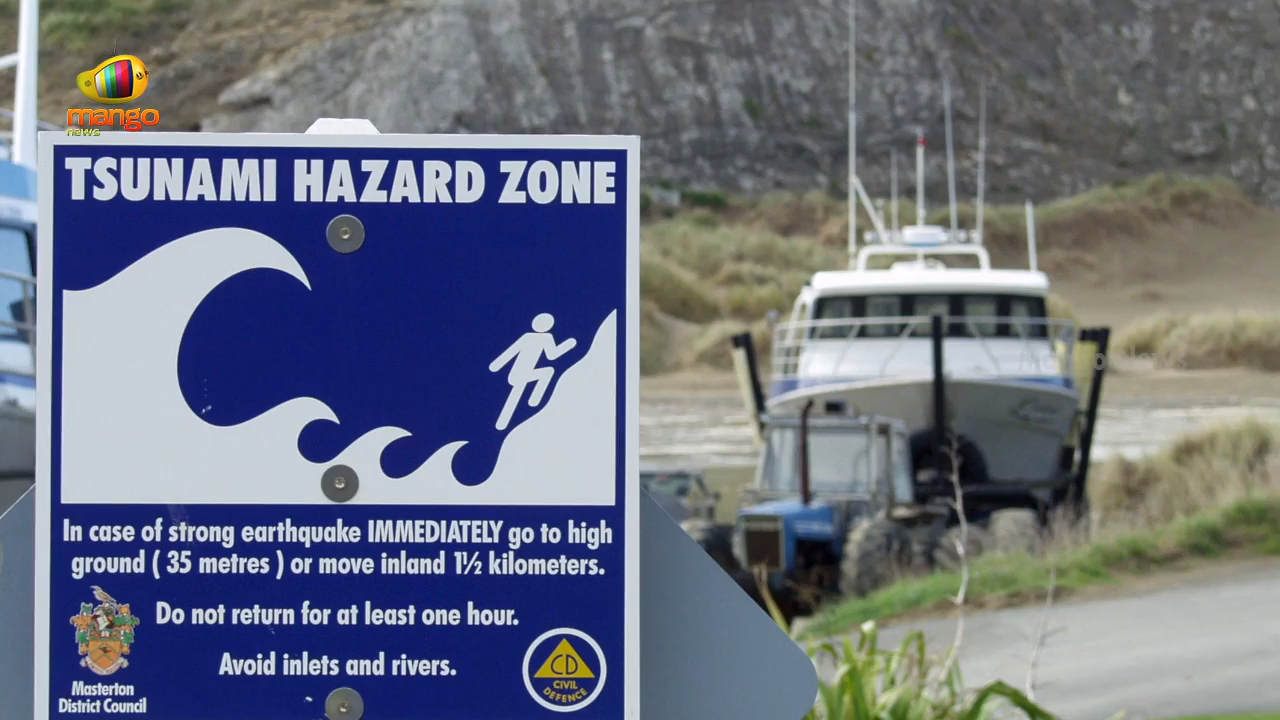 mango
news
TSUNAMI HAZARD ZONE
In case of strong earthquake IMMEDIATELY go to high
ground ( 35 metres ) or move inland 1½ kilometers.
Do not return for at least one hour.
Avoid inlets and rivers.
Masterton
District Council
CD
CIVIL
DEFENCE